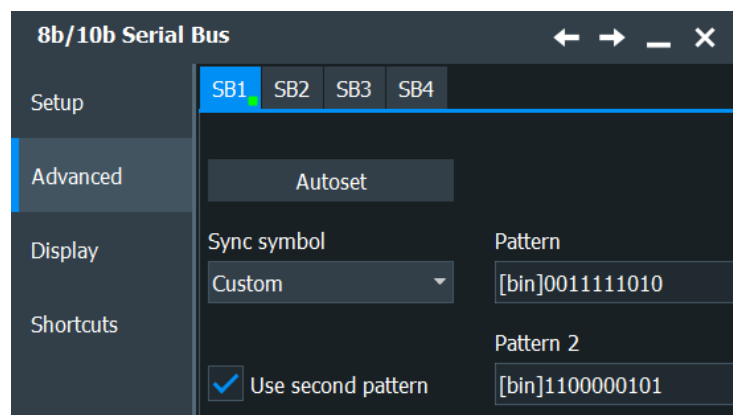 8b/10b Serial Bus
Setup
SB1 SB2 SB3 SB4
Advanced
Autoset
Display
Sync symbol
Pattern
Custom
[bin]0011111010
Shortcuts
Pattern 2
Use second pattern
[bin]1100000101